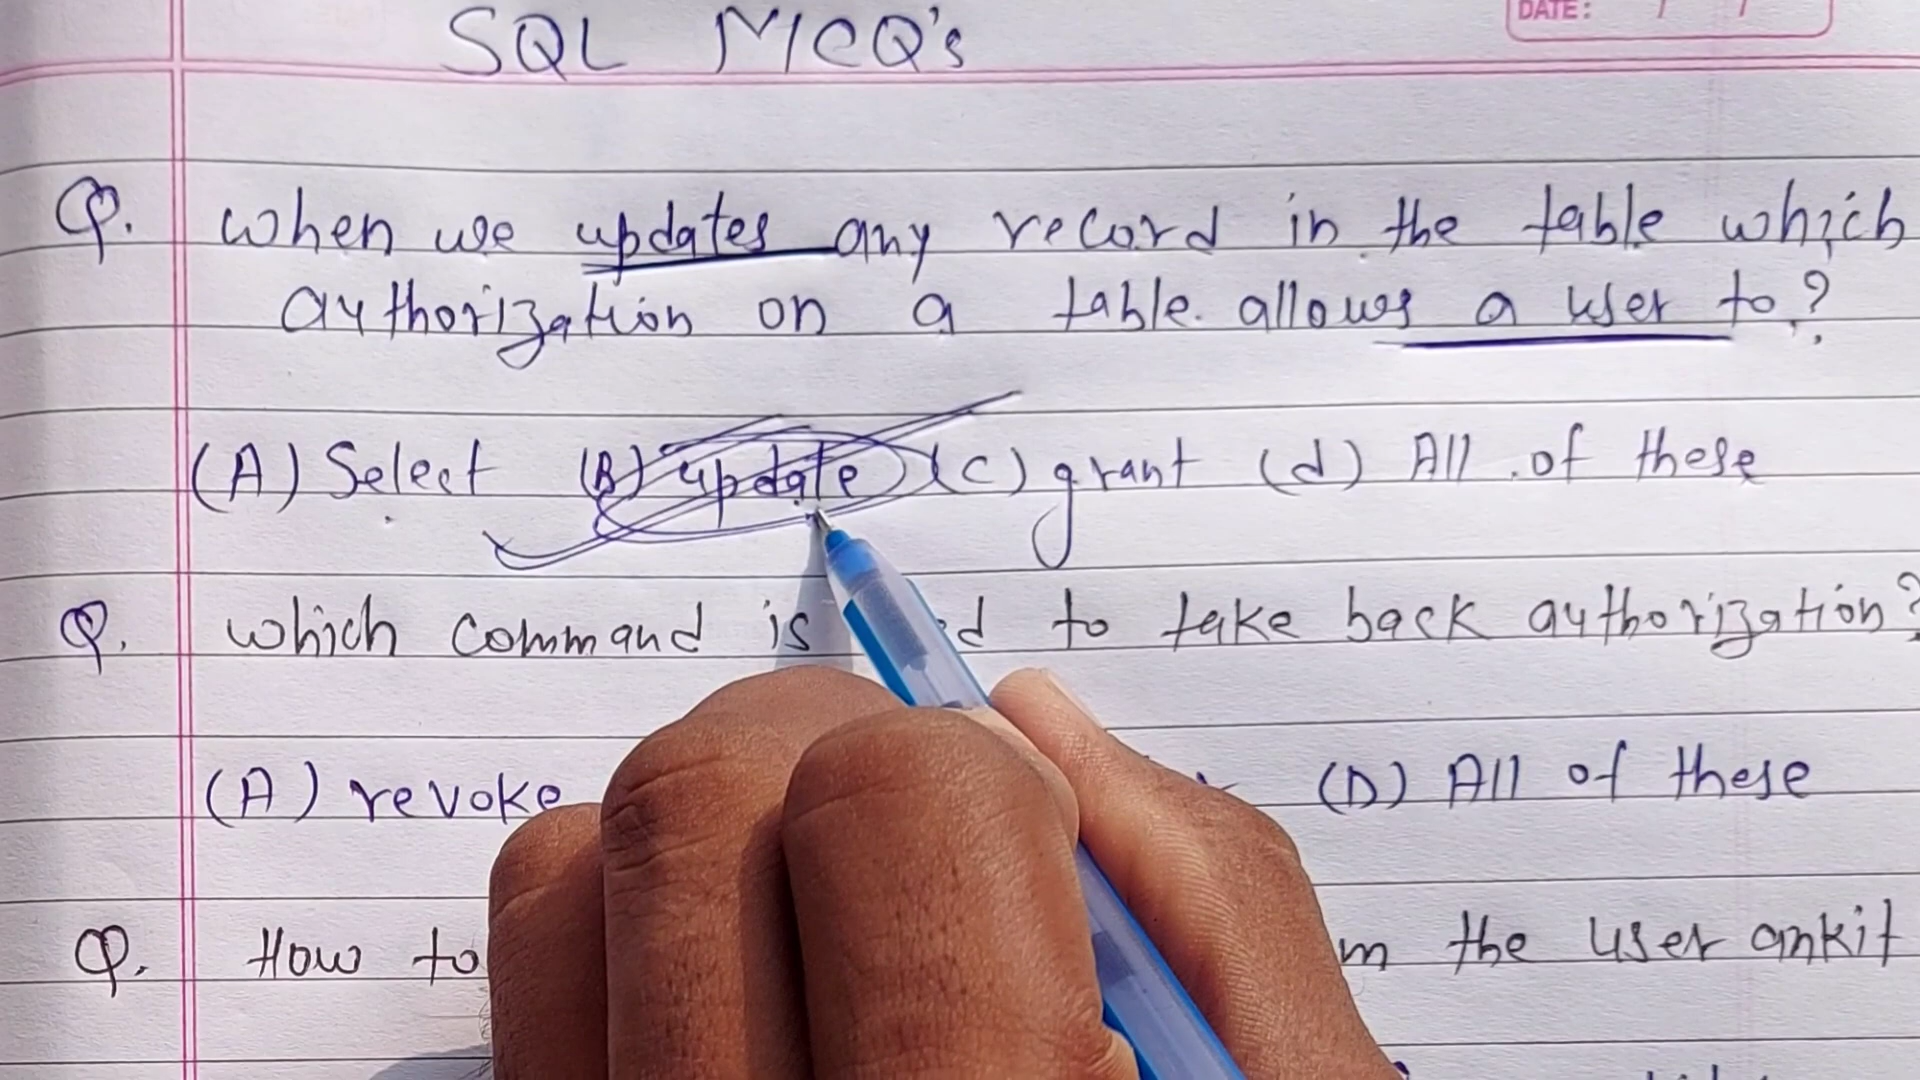 DATE: / /
SQL MCQ's
Q. When we updates any record in the table which
authorization on a table. allows a user to?
(A) Select (B) update (C) grant (d) All of these
Q. which command is to take back authorization?
(A) revoke (D) All of these
Q. How to the user ankit